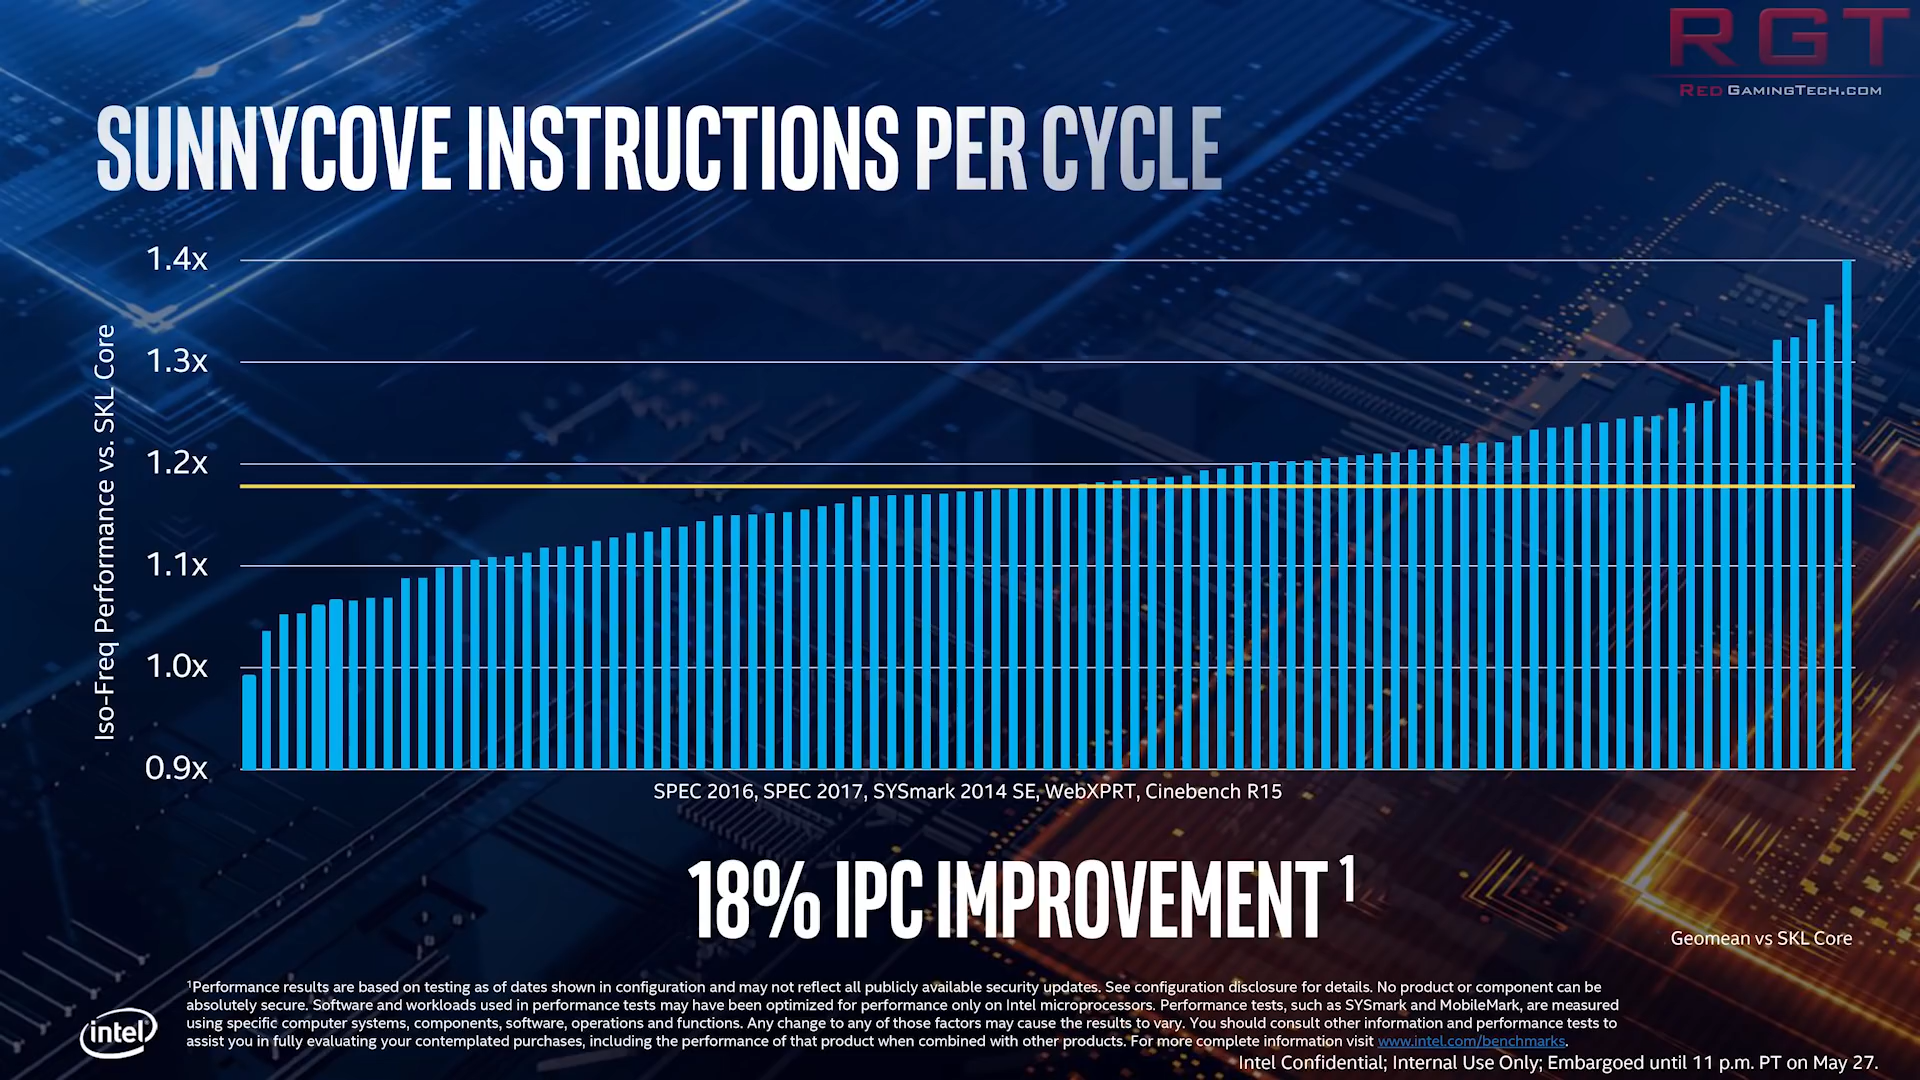 RGT
RED GAMINGTECH.COM
SUNNYCOVE INSTRUCTIONS PER CYCLE
1.4x
1.3x
1.2x
1.1x
1.0x
0.9x
Iso-Freq Performance vs. SKL Core
SPEC 2016, SPEC 2017, SYSmark 2014 SE, WebXPRT, Cinebench R15
18% IPC IMPROVEMENT 1
Geomean vs SKL Core
1Performance results are based on testing as of dates shown in configuration and may not reflect all publicly available security updates. See configuration disclosure for details. No product or component can be
absolutely secure. Software and workloads used in performance tests may have been optimized for performance only on Intel microprocessors. Performance tests, such as SYSmark and MobileMark, are measured
using specific computer systems, components, software, operations and functions. Any change to any of those factors may cause the results to vary. You should consult other information and performance tests to
assist you in fully evaluating your contemplated purchases, including the performance of that product when combined with other products. For more complete information visit www.intel.com/benchmarks.
intel
Intel Confidential; Internal Use Only; Embargoed until 11 p.m. PT on May 27.